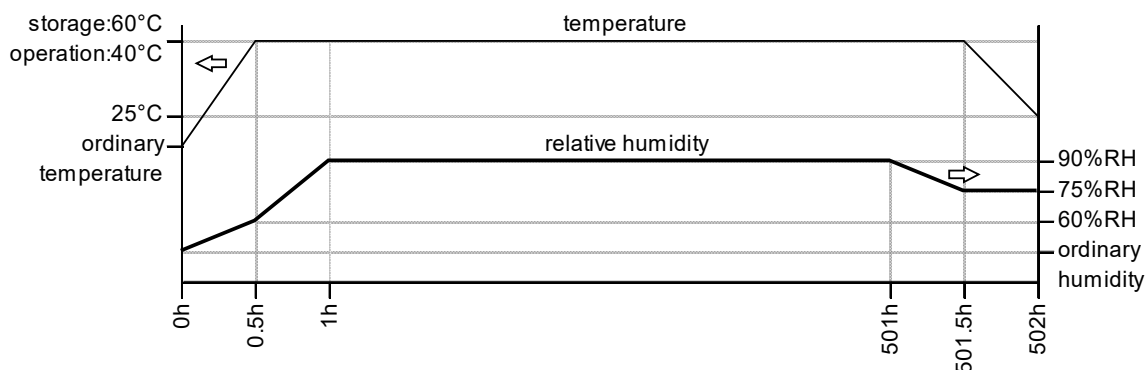 storage:60°C
temperature
operation:40°C
25°C
ordinary
temperature
relative humidity
90%RH
75%RH
60%RH
ordinary
humidity
0h
0.5h
1h
501h
501.5h
502h